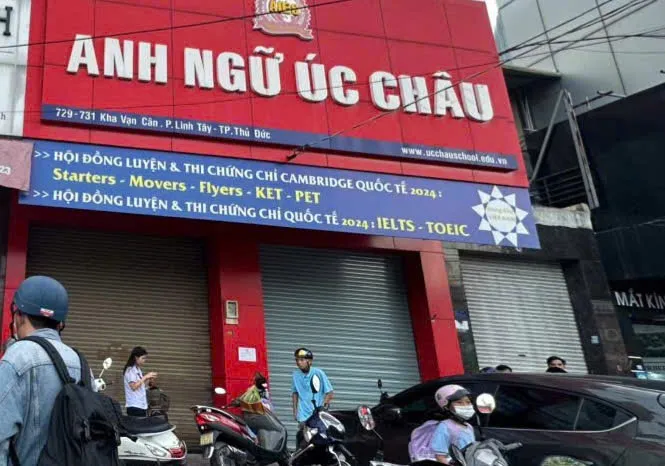 ANH NGỮ ÚC CHÂU
729-731 Kha Vạn Cân . P.Linh Tây - TP.Thủ Đức
www.ucchauschool.edu.vn
>> HỘI ĐỒNG LUYỆN & THI CHỨNG CHỈ CAMBRIDGE QUỐC TẾ 2024 :
Starters - Movers - Flyers - KET - PET
>> HỘI ĐỒNG LUYỆN & THI CHỨNG CHỈ QUỐC TẾ 2024 : IELTS - TOEIC
23
H
MẮT KÍN